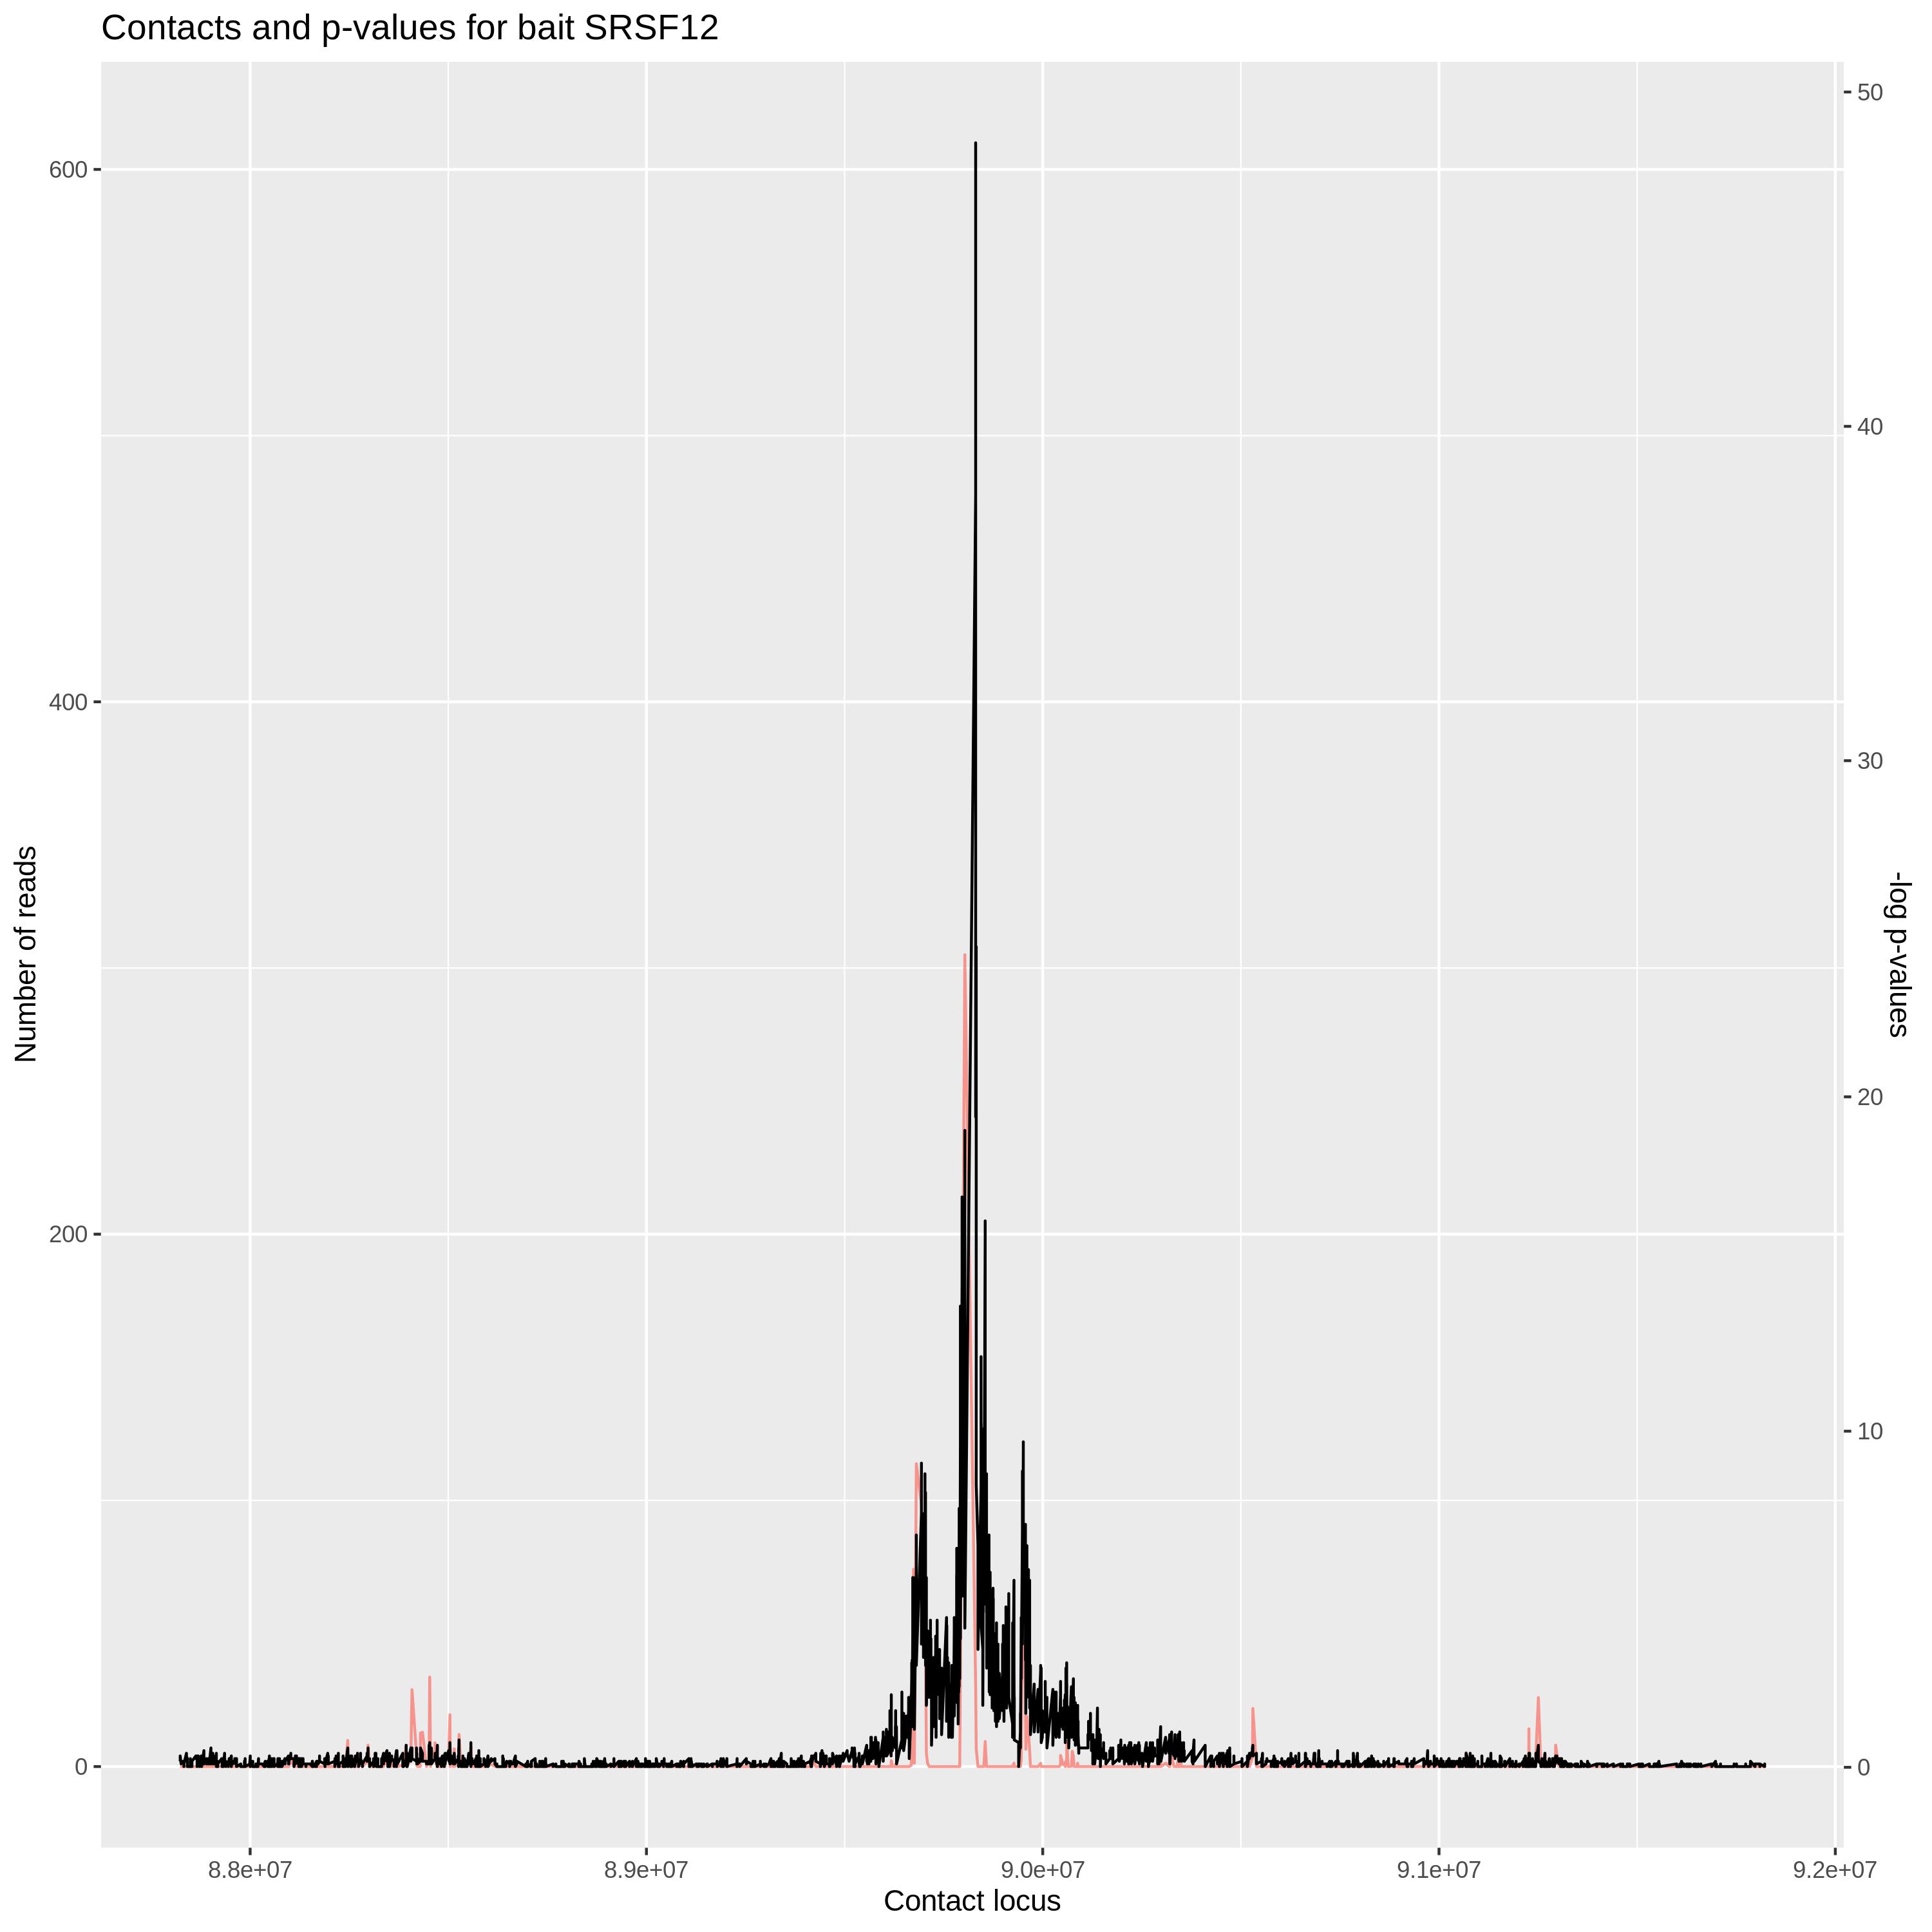 Contacts and p-values for bait SRSF12
600
400
200
0
50
40
30
20
10
0
Number of reads
-log p-values
8.8e+07
8.9e+07
9.0e+07
9.1e+07
9.2e+07
Contact locus